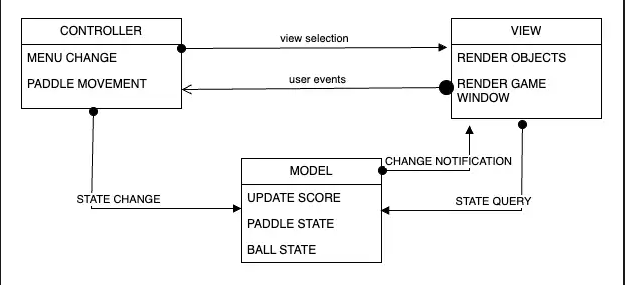 CONTROLLER
MENU CHANGE
PADDLE MOVEMENT
view selection
user events
VIEW
RENDER OBJECTS
RENDER GAME
WINDOW
STATE CHANGE
MODEL
UPDATE SCORE
PADDLE STATE
BALL STATE
CHANGE NOTIFICATION
STATE QUERY